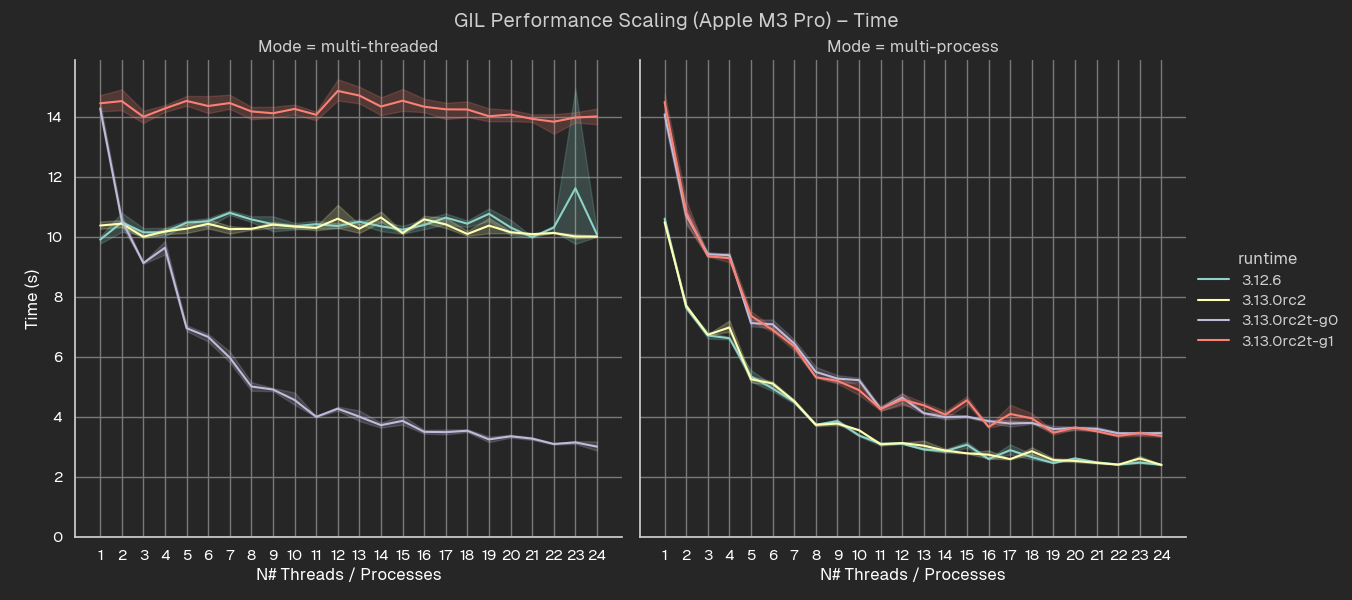 GIL Performance Scaling (Apple M3 Pro) – Time
Mode = multi-threaded
Mode = multi-process
Time (s)
14
12
10
8
6
4
2
0
1 2 3 4 5 6 7 8 9 10 11 12 13 14 15 16 17 18 19 20 21 22 23 24
N# Threads / Processes
1 2 3 4 5 6 7 8 9 10 11 12 13 14 15 16 17 18 19 20 21 22 23 24
N# Threads / Processes
runtime
3.12.6
3.13.0rc2
3.13.0rc2t-g0
3.13.0rc2t-g1